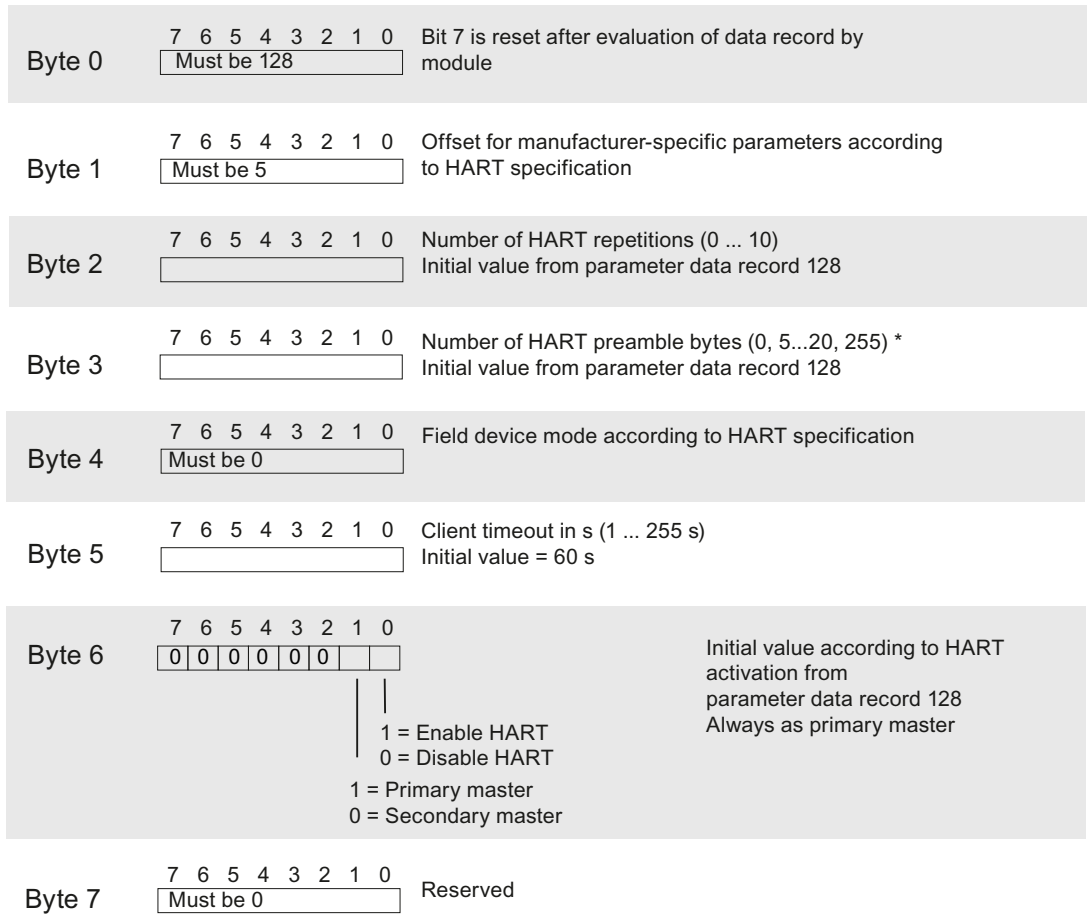 7 6 5 4 3 2 1 0
Byte 0
Must be 128
Bit 7 is reset after evaluation of data record by
module
7 6 5 4 3 2 1 0
Byte 1
Must be 5
Offset for manufacturer-specific parameters according
to HART specification
7 6 5 4 3 2 1 0
Byte 2
Number of HART repetitions (0 ... 10)
Initial value from parameter data record 128
7 6 5 4 3 2 1 0
Byte 3
Number of HART preamble bytes (0, 5...20, 255) *
Initial value from parameter data record 128
7 6 5 4 3 2 1 0
Byte 4
Must be 0
Field device mode according to HART specification
7 6 5 4 3 2 1 0
Byte 5
Client timeout in s (1 ... 255 s)
Initial value = 60 s
7 6 5 4 3 2 1 0
Byte 6
0 0 0 0 0 0
1 = Enable HART
0 = Disable HART
1 = Primary master
0 = Secondary master
Initial value according to HART
activation from
parameter data record 128
Always as primary master
7 6 5 4 3 2 1 0
Byte 7
Must be 0
Reserved